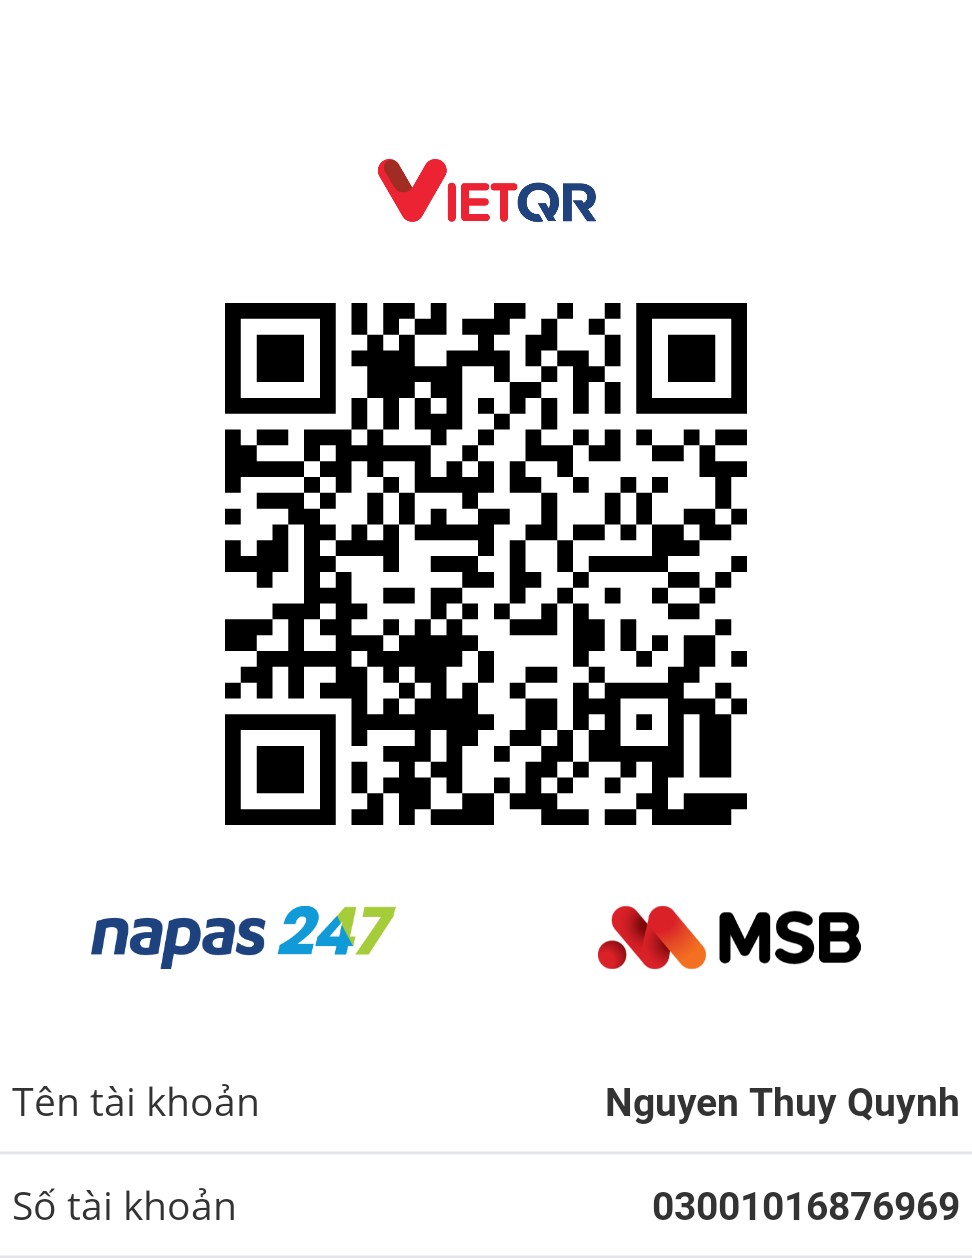 VIETQR
napas 247
MSB
Tên tài khoản Nguyen Thuy Quynh
Số tài khoản 03001016876969